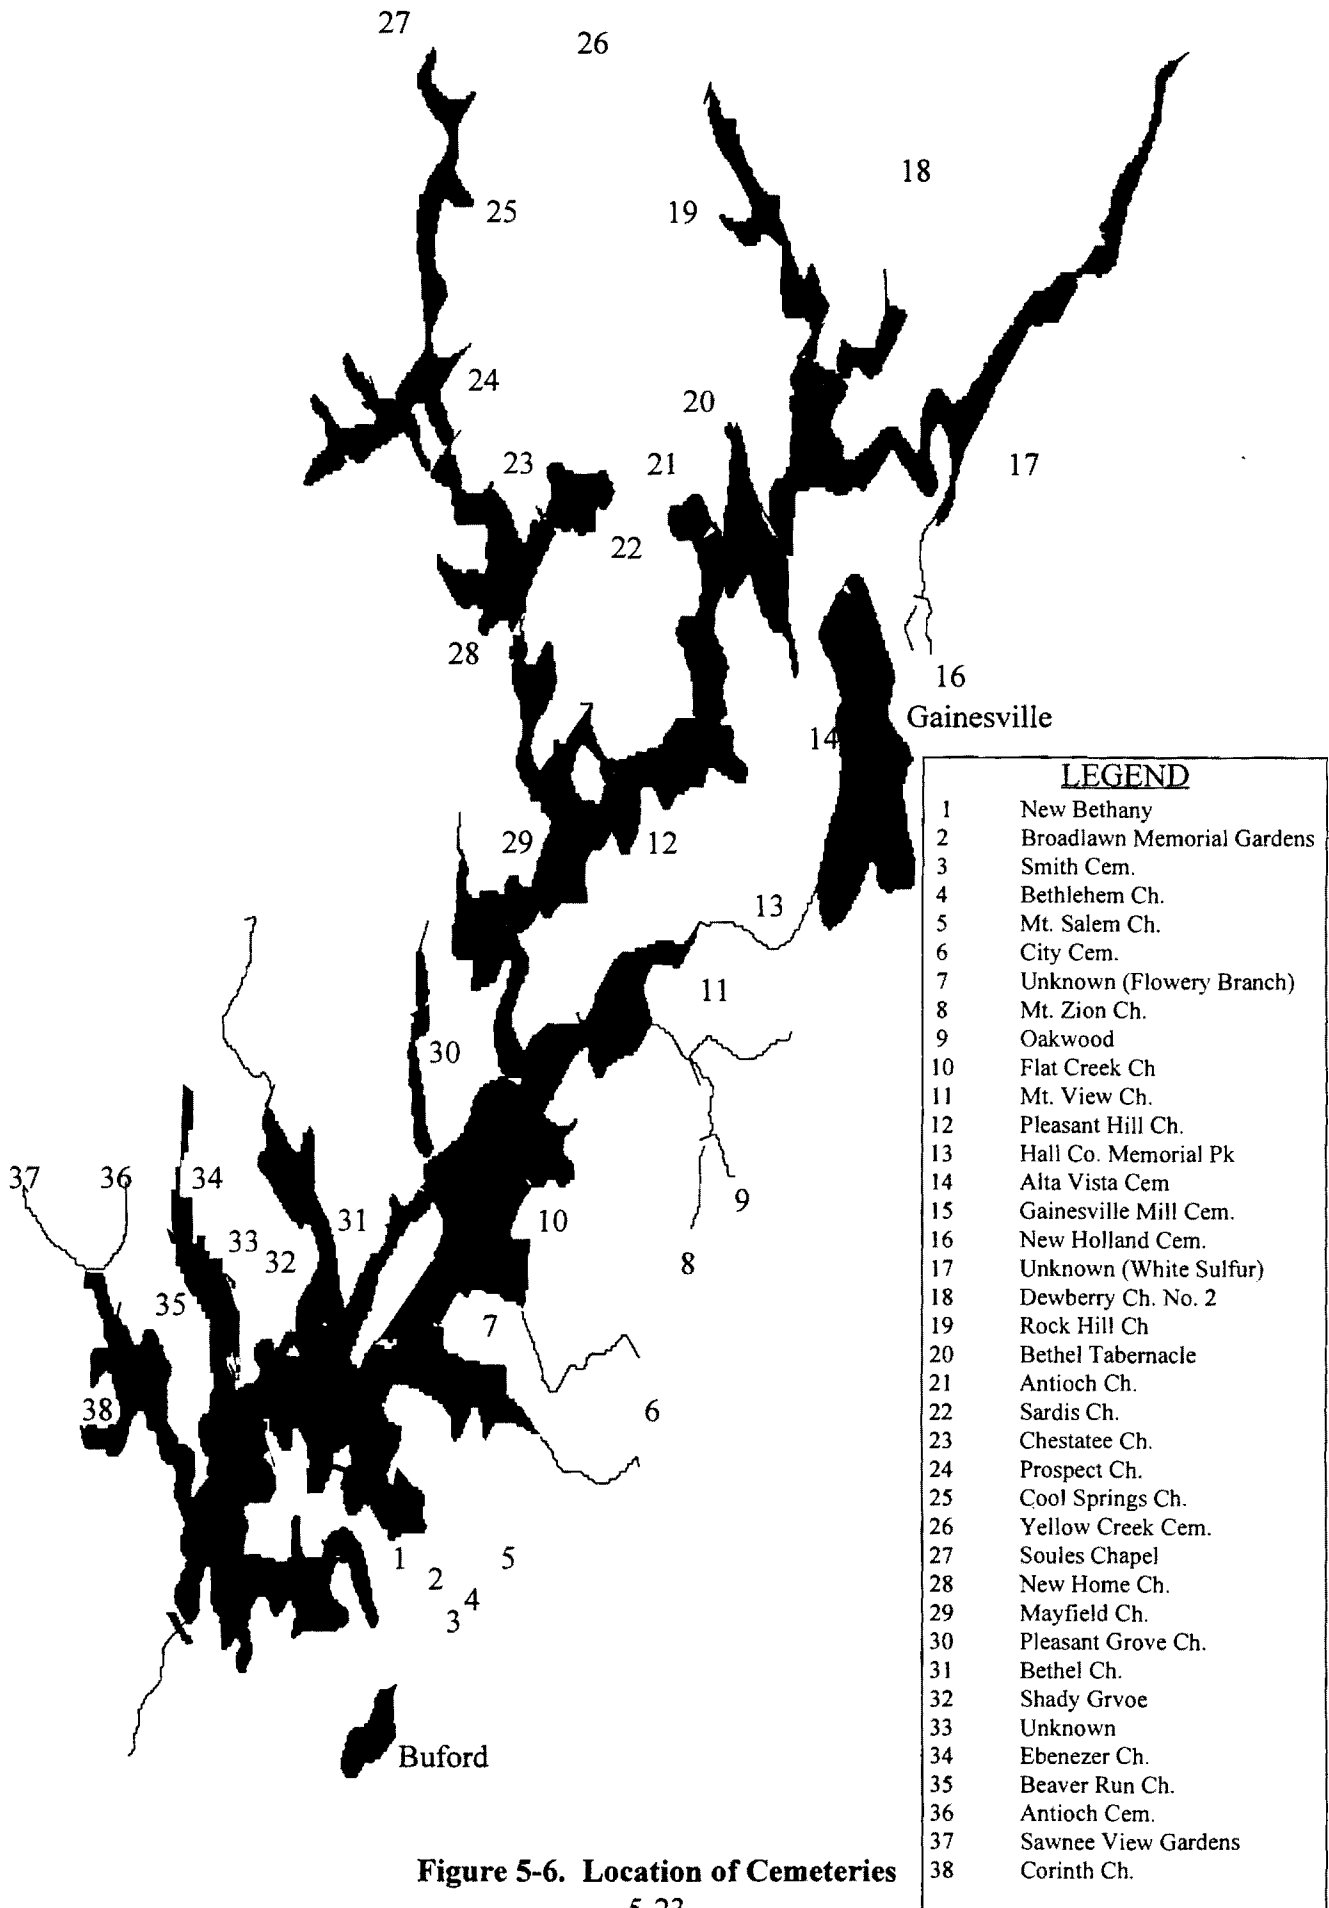 27
26
18
25
19
24
20
23
21
17
22
28
16
Gainesville
14
29
12
13
11
30
37
36
34
9
31
10
33
32
8
35
7
38
6
1
5
2
4
3
Buford
LEGEND
1 New Bethany
2 Broadlawn Memorial Gardens
3 Smith Cem.
4 Bethlehem Ch.
5 Mt. Salem Ch.
6 City Cem.
7 Unknown (Flowery Branch)
8 Mt. Zion Ch.
9 Oakwood
10 Flat Creek Ch
11 Mt. View Ch.
12 Pleasant Hill Ch.
13 Hall Co. Memorial Pk
14 Alta Vista Cem
15 Gainesville Mill Cem.
16 New Holland Cem.
17 Unknown (White Sulfur)
18 Dewberry Ch. No. 2
19 Rock Hill Ch
20 Bethel Tabernacle
21 Antioch Ch.
22 Sardis Ch.
23 Chestatee Ch.
24 Prospect Ch.
25 Cool Springs Ch.
26 Yellow Creek Cem.
27 Soules Chapel
28 New Home Ch.
29 Mayfield Ch.
30 Pleasant Grove Ch.
31 Bethel Ch.
32 Shady Grvoe
33 Unknown
34 Ebenezer Ch.
35 Beaver Run Ch.
36 Antioch Cem.
37 Sawnee View Gardens
38 Corinth Ch.
Figure 5-6. Location of Cemeteries
5-23